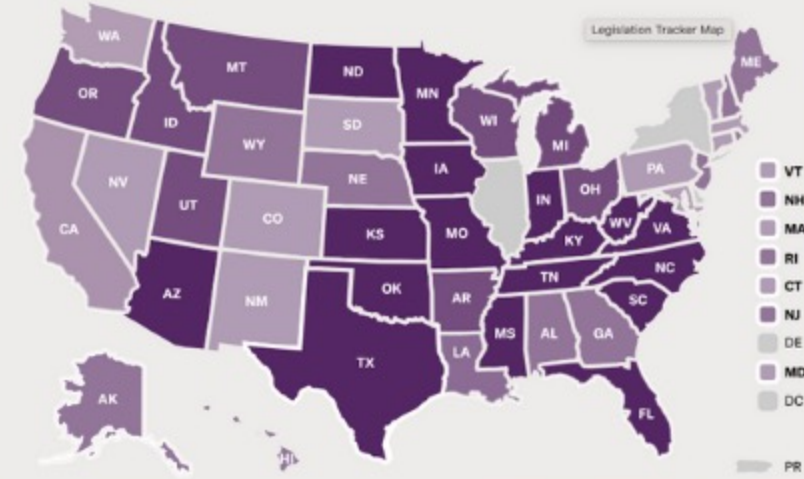 Legislation Tracker Map
WA
ME
MT
ND
MN
OR
WI
ID
SD
MI
WY
VT
PA
IA
NE
NV
OH
NH
IN
UT
CO
WV
VA
MA
CA
KS
MO
KY
RI
NC
TN
CT
AZ
OK
NM
AR
SC
NJ
MS
AL
GA
DE
LA
TX
MD
AK
DC
FL
HI
PR